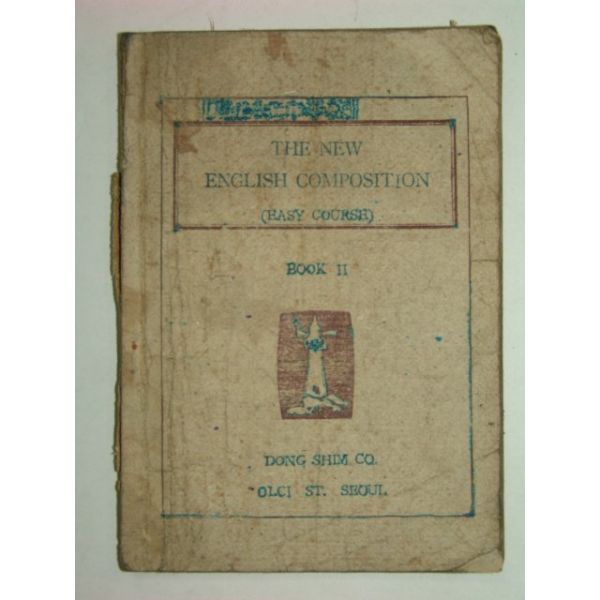 THE NEW
ENGLISH COMPOSITION
(EASY COURSE)
BOOK II
DONG SHIM CO.
OLCI ST. SEOUL